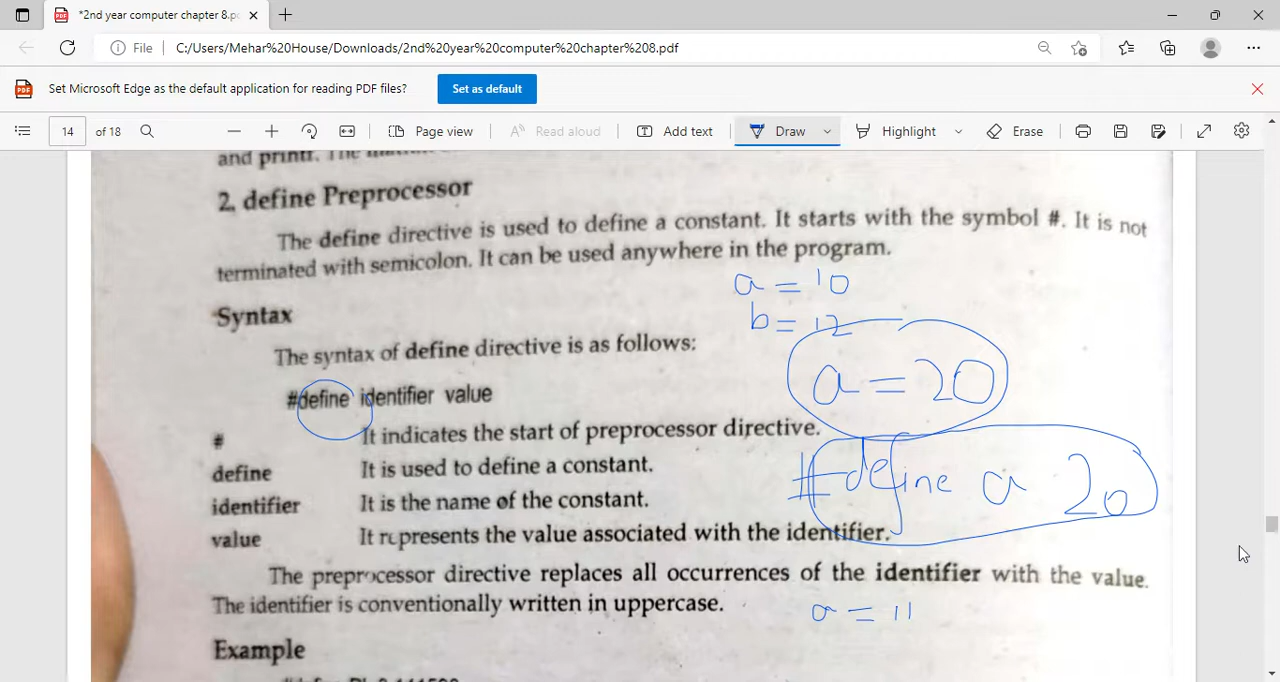 *2nd year computer chapter 8.p
File C:/Users/Mehar%20House/Downloads/2nd%20year%20computer%20chapter%208.pdf
Set Microsoft Edge as the default application for reading PDF files? Set as default
14 of 18 Page view Read aloud Add text Draw Highlight Erase
and printf. The
2. define Preprocessor
The define directive is used to define a constant. It starts with the symbol #. It is not
terminated with semicolon. It can be used anywhere in the program.
a = 10
b = 12
Syntax
The syntax of define directive is as follows:
a = 20
#define identifier value
# It indicates the start of preprocessor directive.
define It is used to define a constant.
#define a 20
identifier It is the name of the constant.
value It represents the value associated with the identifier.
The preprocessor directive replaces all occurrences of the identifier with the value.
The identifier is conventionally written in uppercase.
a = 11
Example